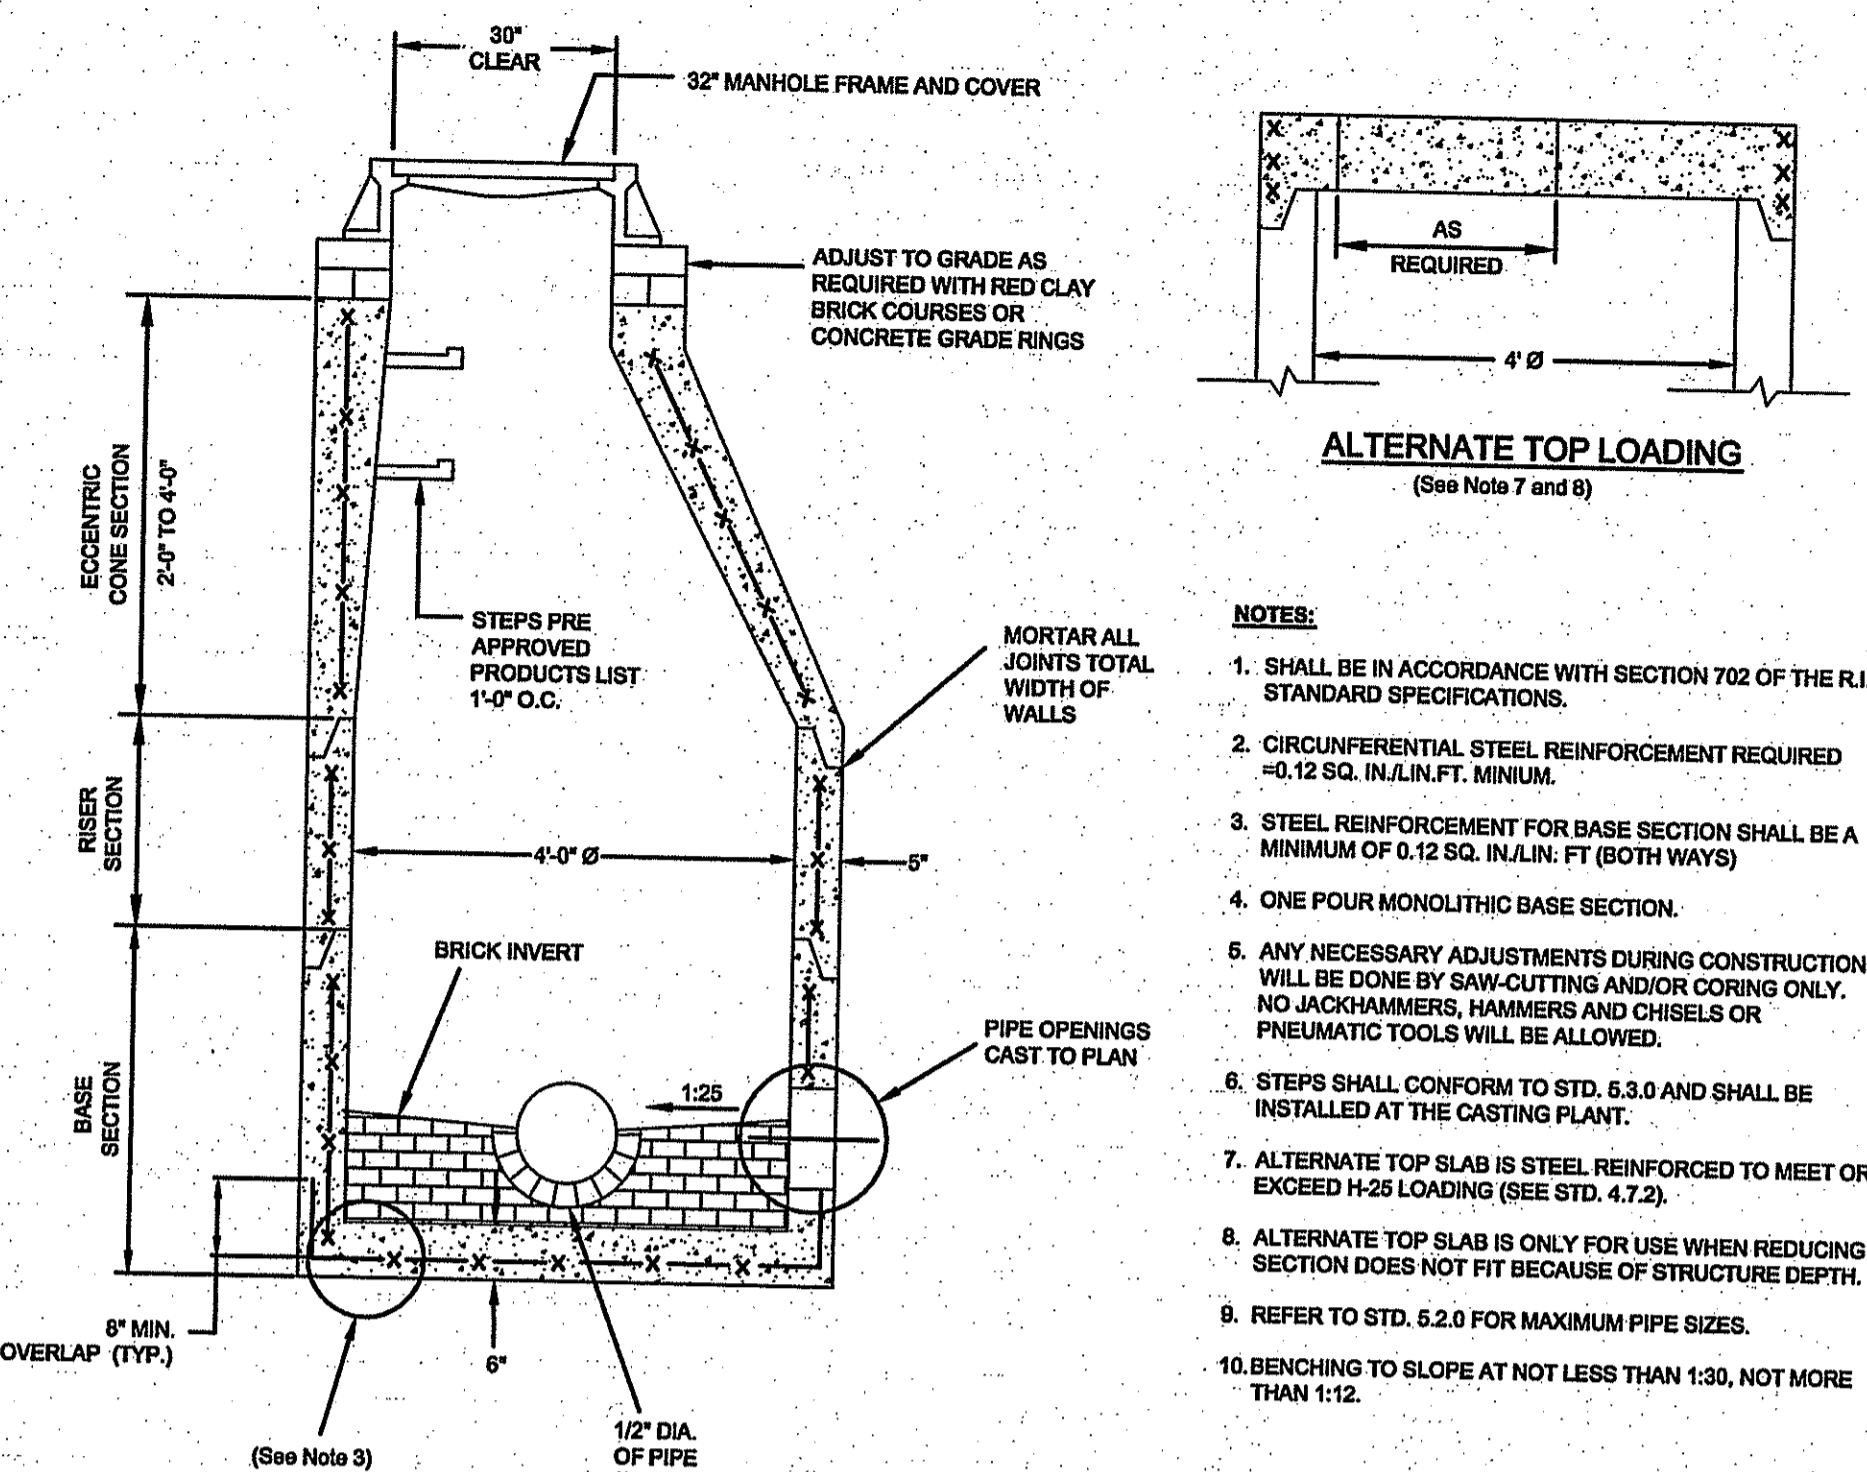 30"
CLEAR
32" MANHOLE FRAME AND COVER
ADJUST TO GRADE AS
REQUIRED WITH RED CLAY
BRICK COURSES OR
CONCRETE GRADE RINGS
ECCENTRIC
CONE SECTION
2'-0" TO 4'-0"
STEPS PRE
APPROVED
PRODUCTS LIST
1'-0" O.C.
MORTAR ALL
JOINTS TOTAL
WIDTH OF
WALLS
RISER
SECTION
4'-0" Ø
5"
BRICK INVERT
PIPE OPENINGS
CAST TO PLAN
1:25
BASE
SECTION
8" MIN.
OVERLAP (TYP.)
6"
(See Note 3)
1/2" DIA.
OF PIPE
AS
REQUIRED
4' Ø
ALTERNATE TOP LOADING
(See Note 7 and 8)
NOTES:
1. SHALL BE IN ACCORDANCE WITH SECTION 702 OF THE R.I.
STANDARD SPECIFICATIONS.
2. CIRCUNFERENTIAL STEEL REINFORCEMENT REQUIRED
=0.12 SQ. IN./LIN.FT. MINIUM.
3. STEEL REINFORCEMENT FOR BASE SECTION SHALL BE A
MINIMUM OF 0.12 SQ. IN./LIN. FT (BOTH WAYS)
4. ONE POUR MONOLITHIC BASE SECTION.
5. ANY NECESSARY ADJUSTMENTS DURING CONSTRUCTION
WILL BE DONE BY SAW-CUTTING AND/OR CORING ONLY.
NO JACKHAMMERS, HAMMERS AND CHISELS OR
PNEUMATIC TOOLS WILL BE ALLOWED.
6. STEPS SHALL CONFORM TO STD. 5.3.0 AND SHALL BE
INSTALLED AT THE CASTING PLANT.
7. ALTERNATE TOP SLAB IS STEEL REINFORCED TO MEET OR
EXCEED H-25 LOADING (SEE STD. 4.7.2).
8. ALTERNATE TOP SLAB IS ONLY FOR USE WHEN REDUCING
SECTION DOES NOT FIT BECAUSE OF STRUCTURE DEPTH.
9. REFER TO STD. 5.2.0 FOR MAXIMUM PIPE SIZES.
10. BENCHING TO SLOPE AT NOT LESS THAN 1:30, NOT MORE
THAN 1:12.